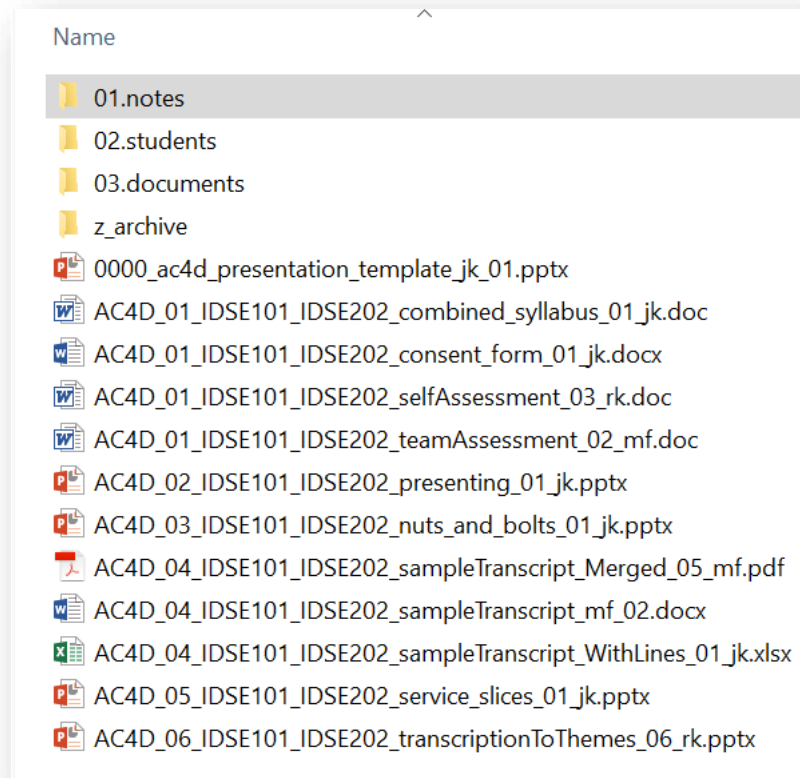 Name
01.notes
02.students
03.documents
z_archive
0000_ac4d_presentation_template_jk_01.pptx
AC4D_01_IDSE101_IDSE202_combined_syllabus_01_jk.doc
AC4D_01_IDSE101_IDSE202_consent_form_01_jk.docx
AC4D_01_IDSE101_IDSE202_selfAssessment_03_rk.doc
AC4D_01_IDSE101_IDSE202_teamAssessment_02_mf.doc
AC4D_02_IDSE101_IDSE202_presenting_01_jk.pptx
AC4D_03_IDSE101_IDSE202_nuts_and_bolts_01_jk.pptx
AC4D_04_IDSE101_IDSE202_sampleTranscript_Merged_05_mf.pdf
AC4D_04_IDSE101_IDSE202_sampleTranscript_mf_02.docx
AC4D_04_IDSE101_IDSE202_sampleTranscript_WithLines_01_jk.xlsx
AC4D_05_IDSE101_IDSE202_service_slices_01_jk.pptx
AC4D_06_IDSE101_IDSE202_transcriptionToThemes_06_rk.pptx